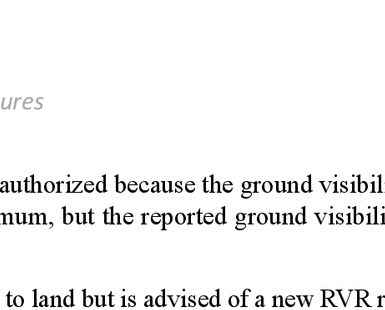 ures
authorized because the ground visibili
mum, but the reported ground visibili
to land but is advised of a new RVR r